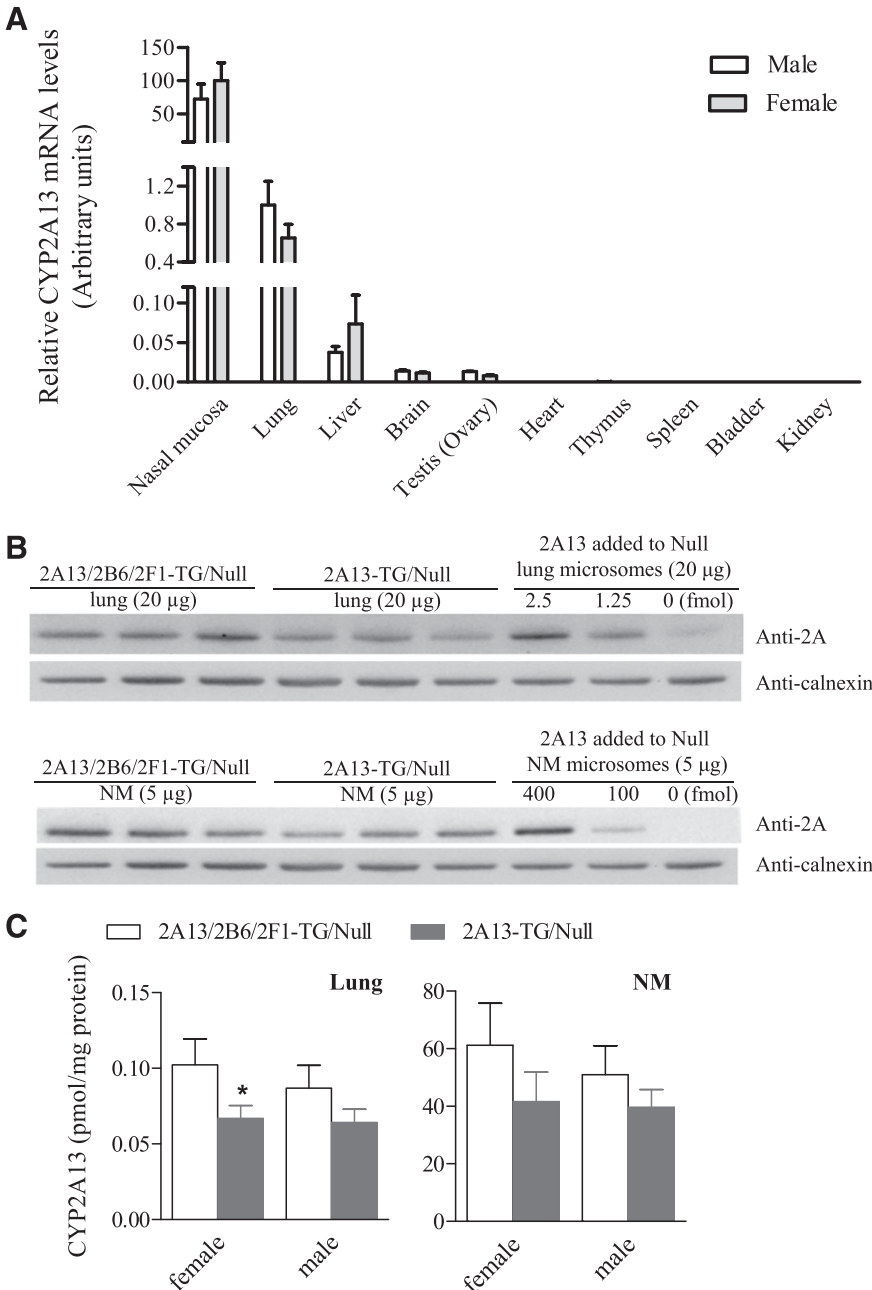 A
Relative CYP2A13 mRNA levels
(Arbitrary units)
150
100
50
1.2
0.8
0.4
0.10
0.05
0.00
Male
Female
Nasal mucosa
Lung
Liver
Brain
Testis (Ovary)
Heart
Thymus
Spleen
Bladder
Kidney
B
2A13/2B6/2F1-TG/Null
lung (20 µg)
2A13-TG/Null
lung (20 µg)
2A13 added to Null
lung microsomes (20 µg)
2.5 1.25 0 (fmol)
Anti-2A
Anti-calnexin
2A13/2B6/2F1-TG/Null
NM (5 µg)
2A13-TG/Null
NM (5 µg)
2A13 added to Null
NM microsomes (5 µg)
400 100 0 (fmol)
Anti-2A
Anti-calnexin
C
2A13/2B6/2F1-TG/Null
2A13-TG/Null
CYP2A13 (pmol/mg protein)
Lung
0.15
0.10
0.05
0.00
*
female
male
NM
80
60
40
20
0
female
male